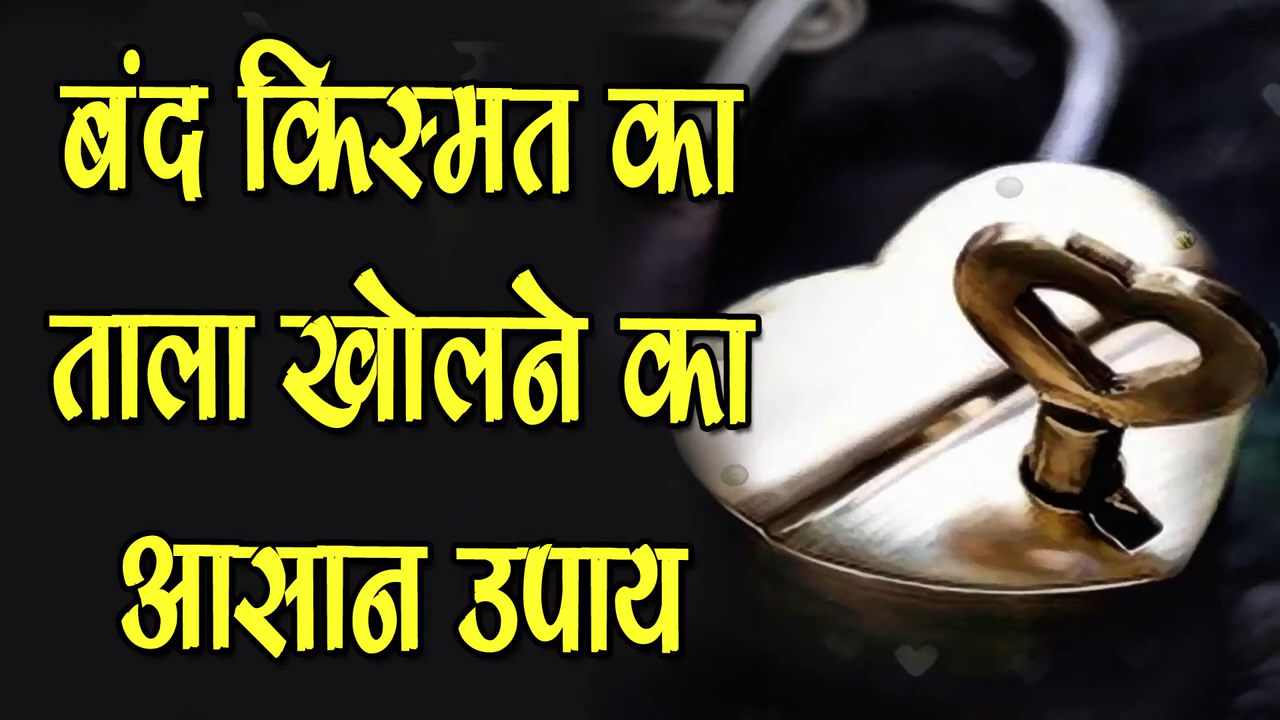 बंद किस्मत का
ताला खोलने का
आसान उपाय